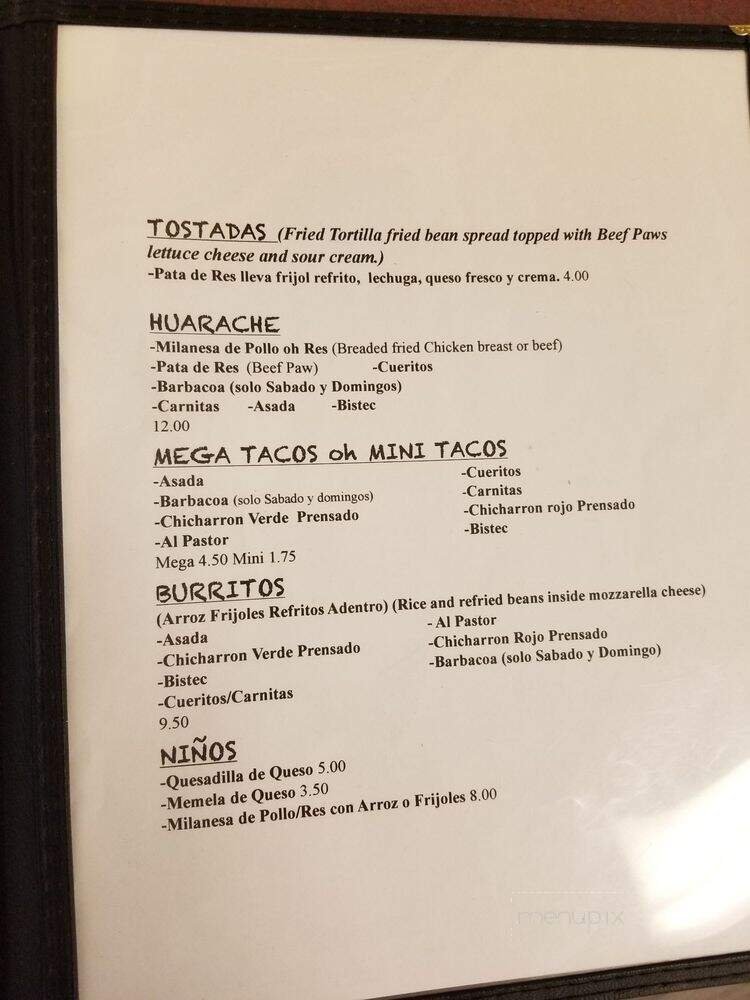 TOSTADAS (Fried Tortilla fried bean spread topped with Beef Paws
lettuce cheese and sour cream.)
-Pata de Res lleva frijol refrito, lechuga, queso fresco y crema. 4.00
HUARACHE
-Milanesa de Pollo oh Res (Breaded fried Chicken breast or beef)
-Pata de Res (Beef Paw) -Cueritos
-Barbacoa (solo Sabado y Domingos)
-Carnitas -Asada -Bistec
12.00
MEGA TACOS oh MINI TACOS
-Asada
-Barbacoa (solo Sabado y domingos)
-Chicharron Verde Prensado
-Al Pastor
-Cueritos
-Carnitas
-Chicharron rojo Prensado
-Bistec
Mega 4.50 Mini 1.75
BURRITOS
(Arroz Frijoles Refritos Adentro) (Rice and refried beans inside mozzarella cheese)
-Asada
-Chicharron Verde Prensado
-Bistec
-Cueritos/Carnitas
- Al Pastor
-Chicharron Rojo Prensado
-Barbacoa (solo Sabado y Domingo)
9.50
NIÑOS
-Quesadilla de Queso 5.00
-Memela de Queso 3.50
-Milanesa de Pollo/Res con Arroz o Frijoles 8.00
menupix